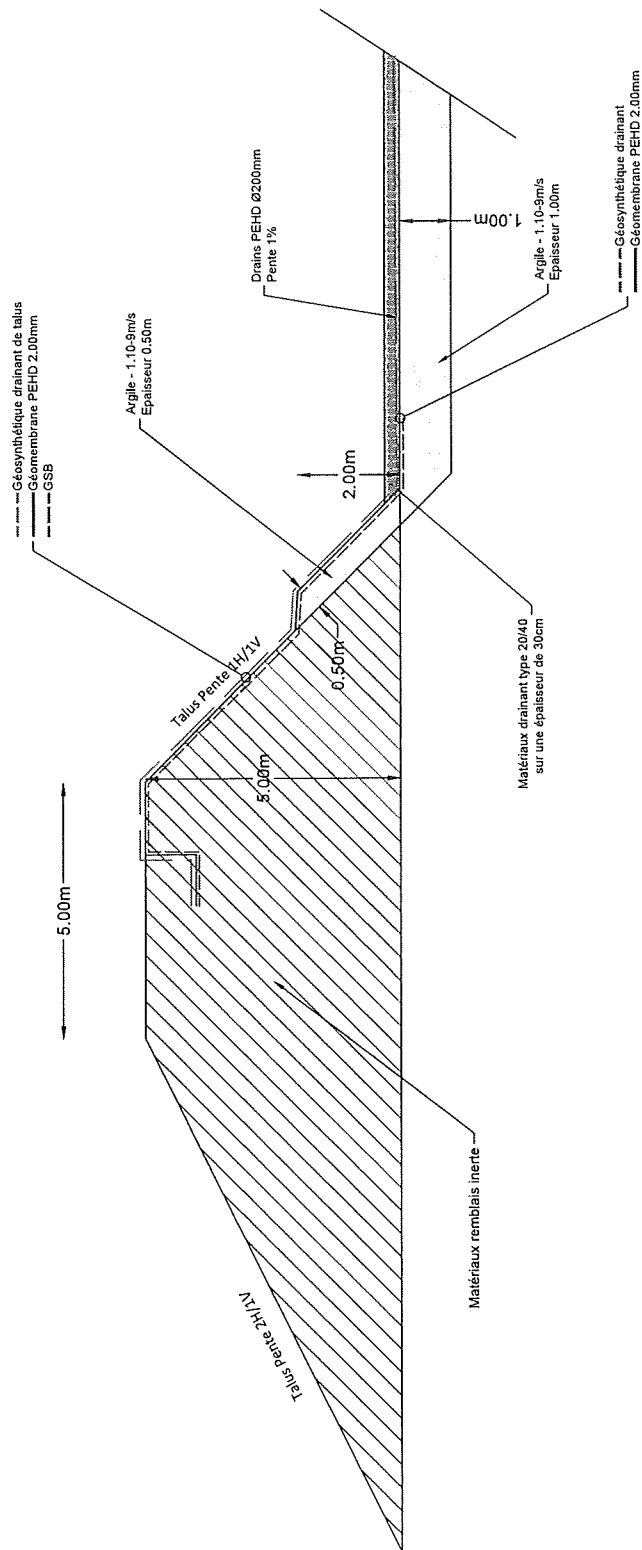 Géosynthétique drainant de talus
Géomembrane PEHD 2.00mm
GSB
Argile - 1.10-9m/s
Epaisseur 0.50m
Drains PEHD Ø200mm
Pente 1%
5.00m
Talus Pente 1H/1V
2.00m
1.00m
5.00m
0.50m
Talus Pente 2H/1V
Matériaux remblais inerte
Matériaux drainant type 20/40
sur une épaisseur de 30cm
Argile - 1.10-9m/s
Epaisseur 1.00m
Géosynthétique drainant
Géomembrane PEHD 2.00mm